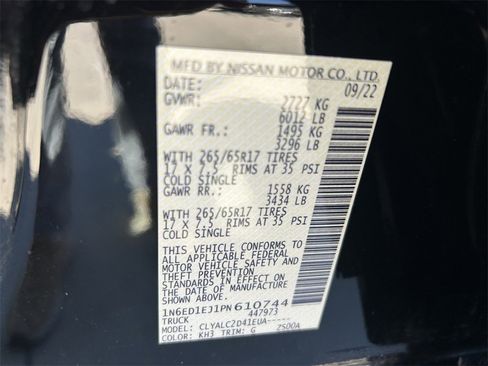 MFD BY NISSAN MOTOR CO., LTD.
DATE: 09/22
GVWR: 2727 KG
6012 LB
GAWR FR.: 1495 KG
3296 LB
WITH 265/65R17 TIRES
17 X 7.5 RIMS AT 35 PSI
COLD SINGLE
GAWR RR.: 1558 KG
3434 LB
WITH 265/65R17 TIRES
17 X 7.5 RIMS AT 35 PSI
COLD SINGLE
THIS VEHICLE CONFORMS TO
ALL APPLICABLE FEDERAL
MOTOR VEHICLE SAFETY AND
THEFT PREVENTION
STANDARDS IN EFFECT ON
THE DATE OF MANUFACTURE
SHOWN ABOVE.
1N6ED1EJ1PN610744
TRUCK 447973
MODEL: CLYALC2D41EUA-----
COLOR: KH3 TRIM: G 2500A